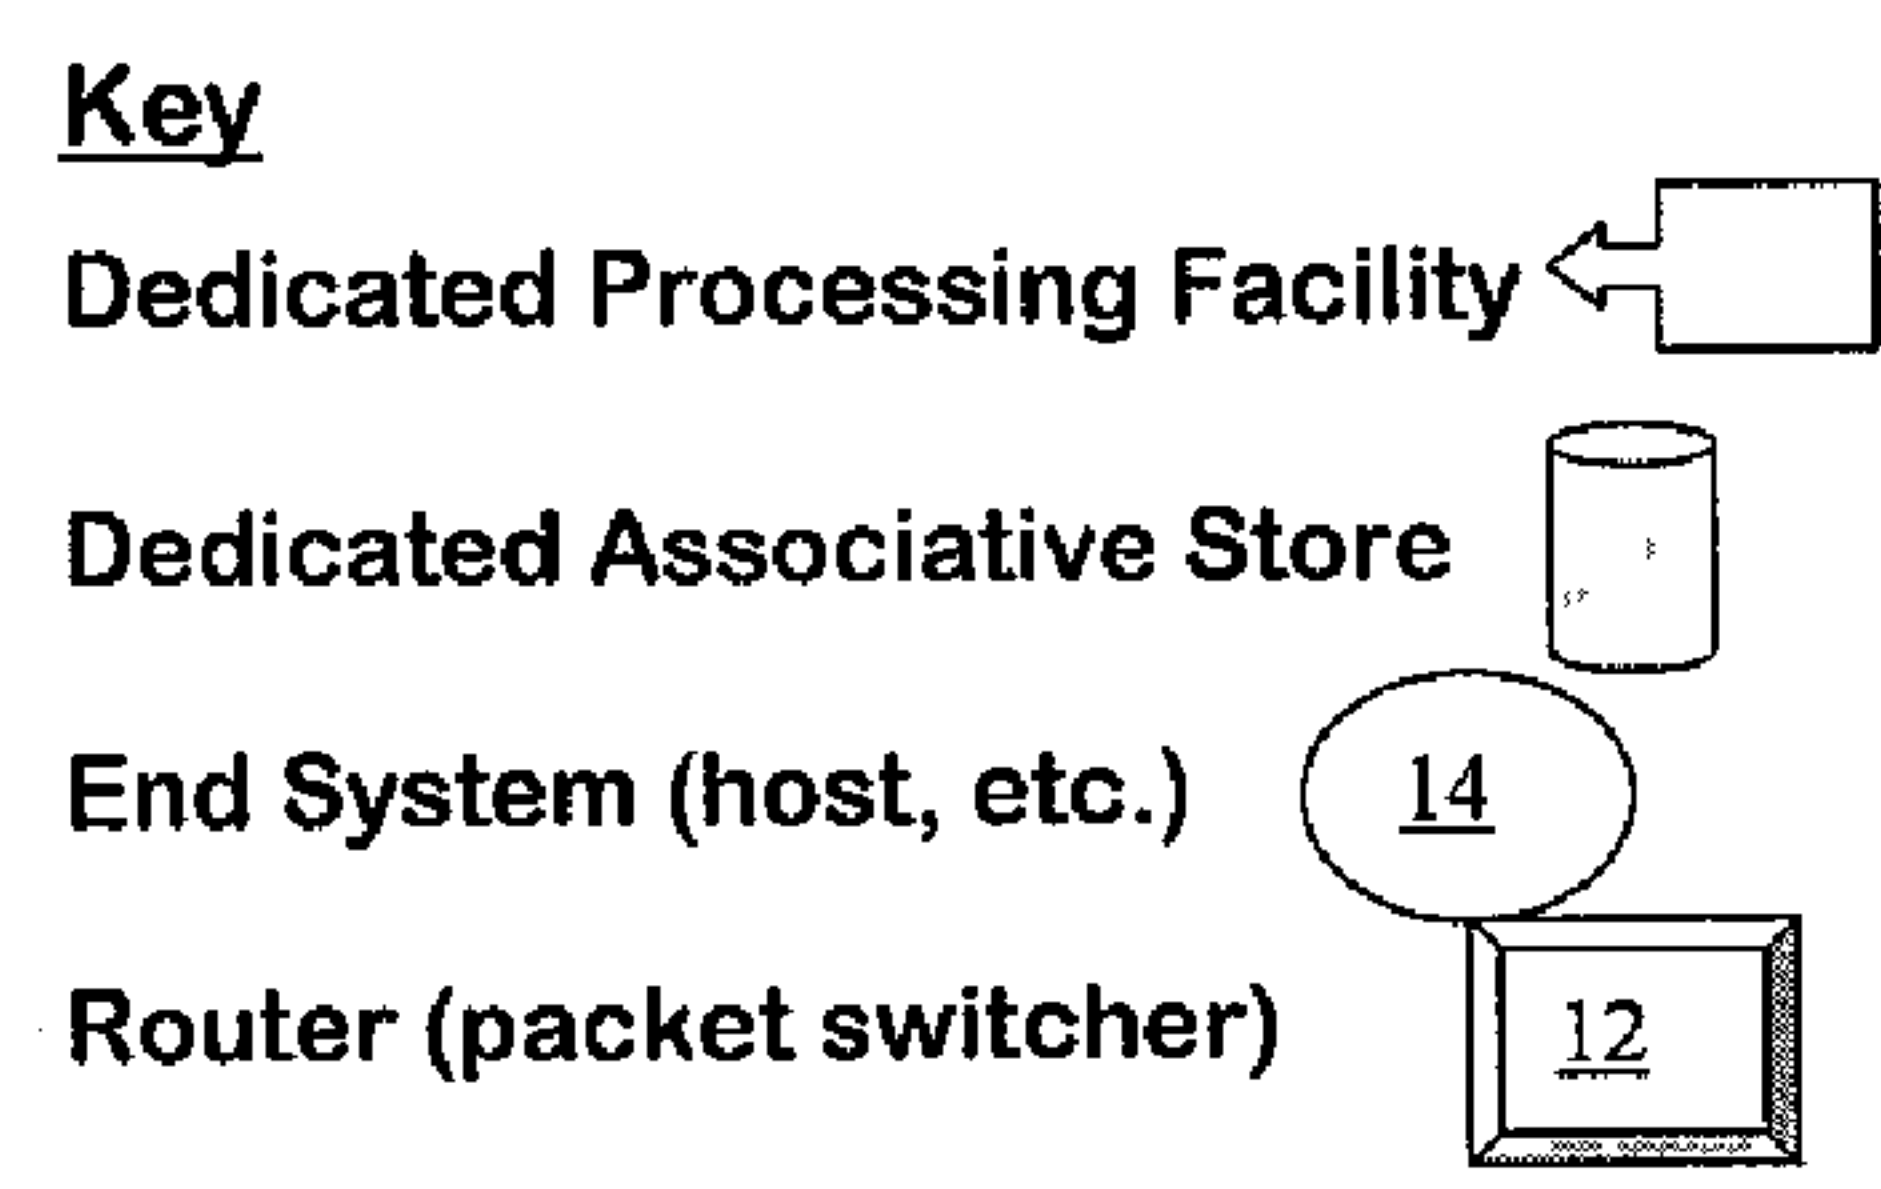 Key
Dedicated Processing Facility
Dedicated Associative Store
End System (host, etc.) 14
Router (packet switcher) 12